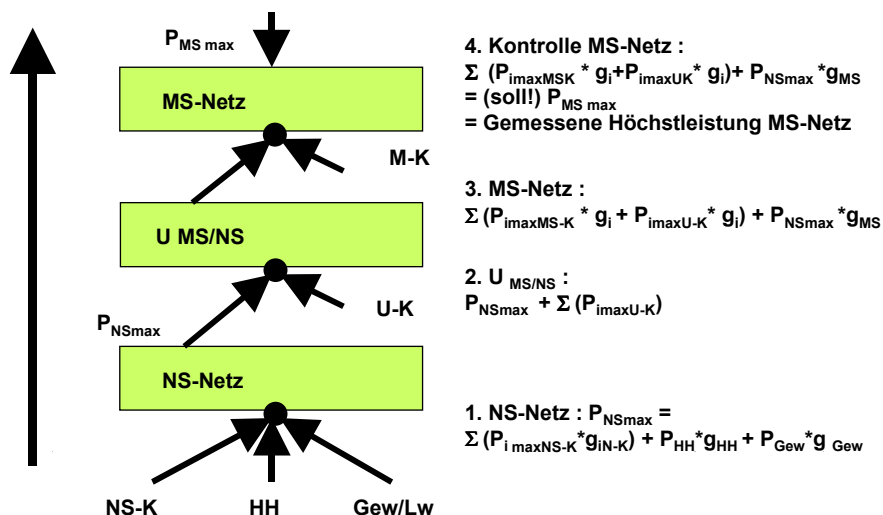 P MS max
MS-Netz
M-K
U MS/NS
U-K
P NSmax
NS-Netz
NS-K HH Gew/Lw
4. Kontrolle MS-Netz :
Σ (P imaxMSK * g i + P imaxUK * g i )+ P NSmax * g MS
= (soll!) P MS max
= Gemessene Höchstleistung MS-Netz
3. MS-Netz :
Σ (P imaxMS-K * g i + P imaxU-K * g i ) + P NSmax * g MS
2. U MS/NS :
P NSmax + Σ (P imaxU-K )
1. NS-Netz : P NSmax =
Σ (P i maxNS-K * g iN-K ) + P HH * g HH + P Gew * g Gew